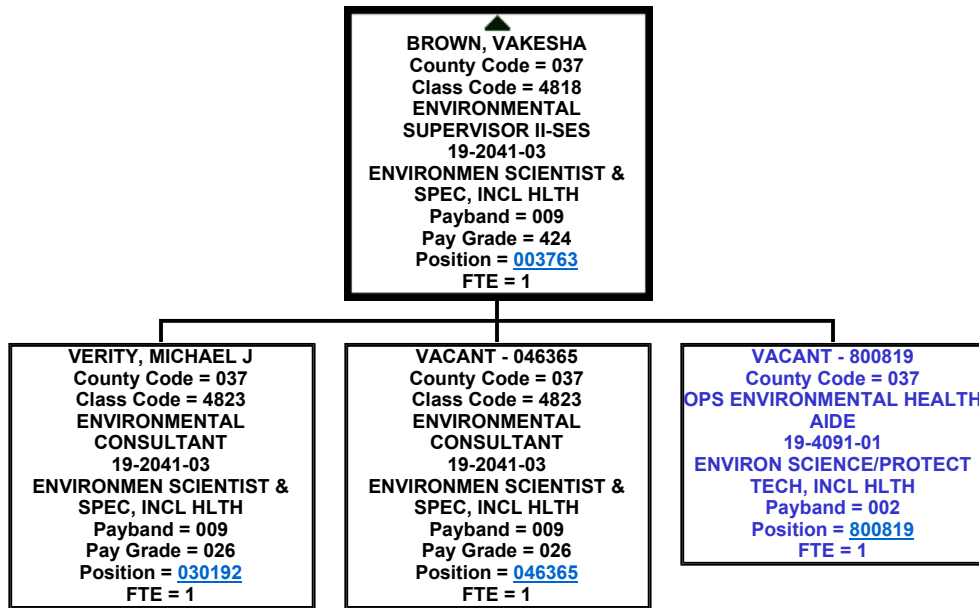 BROWN, VAKESHA
County Code = 037
Class Code = 4818
ENVIRONMENTAL
SUPERVISOR II-SES
19-2041-03
ENVIRONMEN SCIENTIST &
SPEC, INCL HLTH
Payband = 009
Pay Grade = 424
Position = 003763
FTE = 1
VERITY, MICHAEL J
County Code = 037
Class Code = 4823
ENVIRONMENTAL
CONSULTANT
19-2041-03
ENVIRONMEN SCIENTIST &
SPEC, INCL HLTH
Payband = 009
Pay Grade = 026
Position = 030192
FTE = 1
VACANT - 046365
County Code = 037
Class Code = 4823
ENVIRONMENTAL
CONSULTANT
19-2041-03
ENVIRONMEN SCIENTIST &
SPEC, INCL HLTH
Payband = 009
Pay Grade = 026
Position = 046365
FTE = 1
VACANT - 800819
County Code = 037
OPS ENVIRONMENTAL HEALTH
AIDE
19-4091-01
ENVIRON SCIENCE/PROTECT
TECH, INCL HLTH
Payband = 002
Position = 800819
FTE = 1